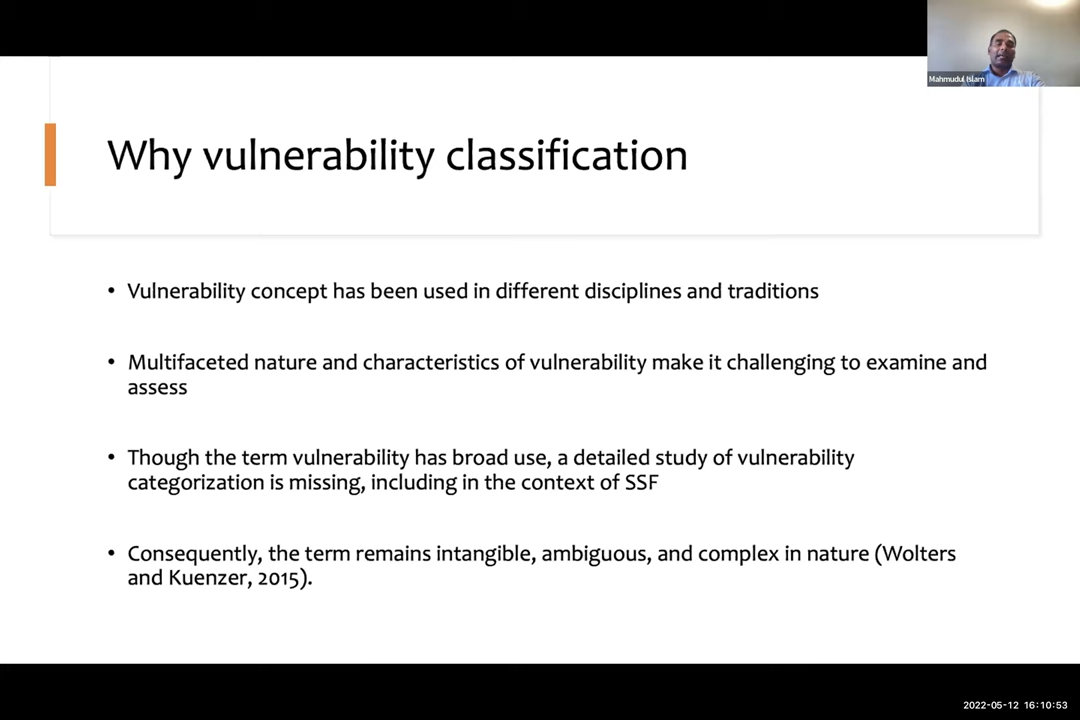 Mahmudul Islam
Why vulnerability classification
• Vulnerability concept has been used in different disciplines and traditions
• Multifaceted nature and characteristics of vulnerability make it challenging to examine and
assess
• Though the term vulnerability has broad use, a detailed study of vulnerability
categorization is missing, including in the context of SSF
• Consequently, the term remains intangible, ambiguous, and complex in nature (Wolters
and Kuenzer, 2015).
2022-05-12 16:10:53